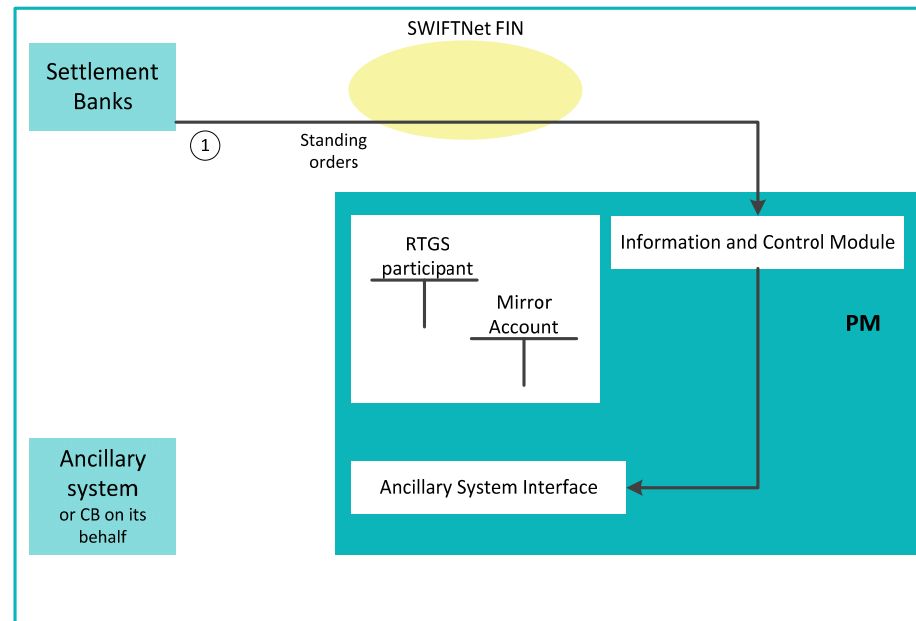 SWIFTNet FIN
Settlement
Banks
1
Standing
orders
RTGS
participant
Mirror
Account
Information and Control Module
PM
Ancillary
system
or CB on its
behalf
Ancillary System Interface